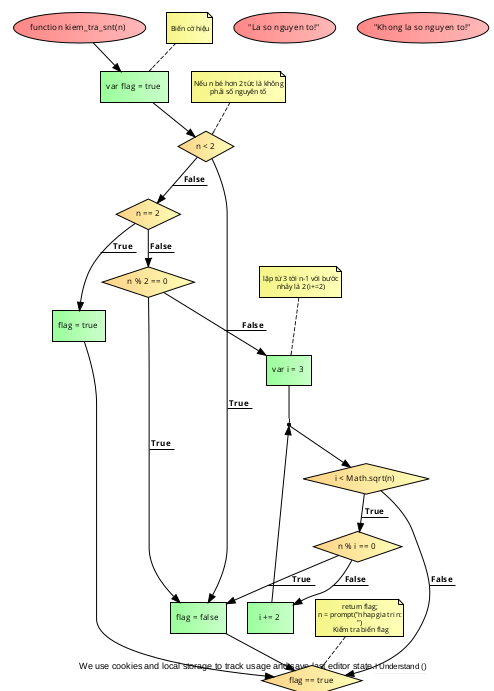 function kiem_tra_snt(n)
Biến cờ hiệu
"La so nguyen to!"
"Khong la so nguyen to!"
var flag = true
Nếu n bé hơn 2 tức là không
phải số nguyên tố
n < 2
False
n == 2
True
False
n % 2 == 0
lặp từ 3 tới n-1 với bước
nhảy là 2 (i+=2)
flag = true
False
var i = 3
True
True
i < Math.sqrt(n)
True
n % i == 0
True
False
False
flag = false
i += 2
return flag;
n = prompt("nhap gia tri n:
")
Kiểm tra biến flag
We use cookies and local storage to track usage and save last editor state.I Understand ()
flag == true